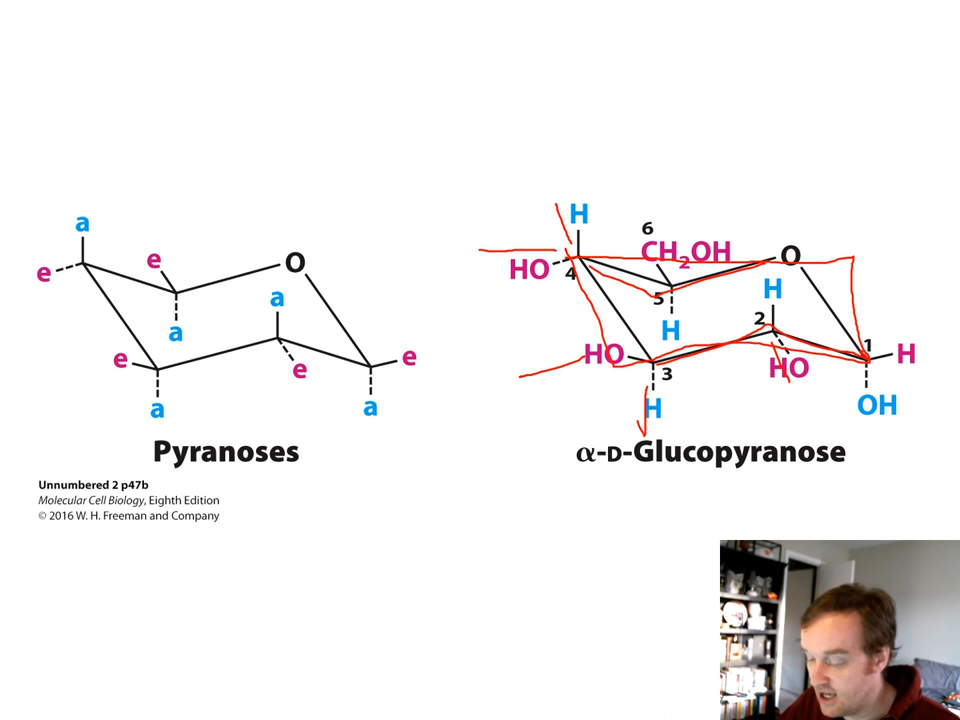 a
e
e
O
a
a
e
e
e
a
a
Pyranoses
H
6
CH2OH
O
HO
4
H
5
2
H
1
HO
H
3
HO
H
OH
α-D-Glucopyranose
Unnumbered 2 p47b
Molecular Cell Biology, Eighth Edition
© 2016 W. H. Freeman and Company